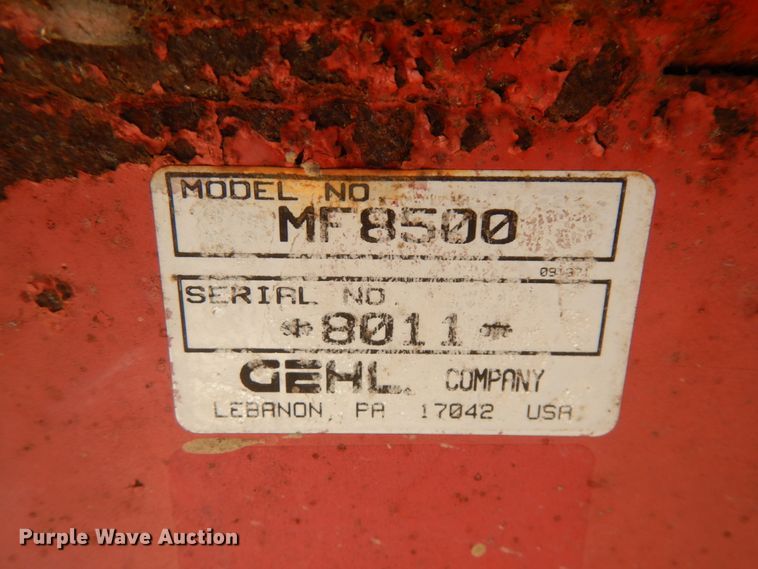 MODEL NO.
MF8500
SERIAL NO.
*8011*
GEHL. COMPANY
LEBANON, PA 17042 USA
Purple Wave Auction